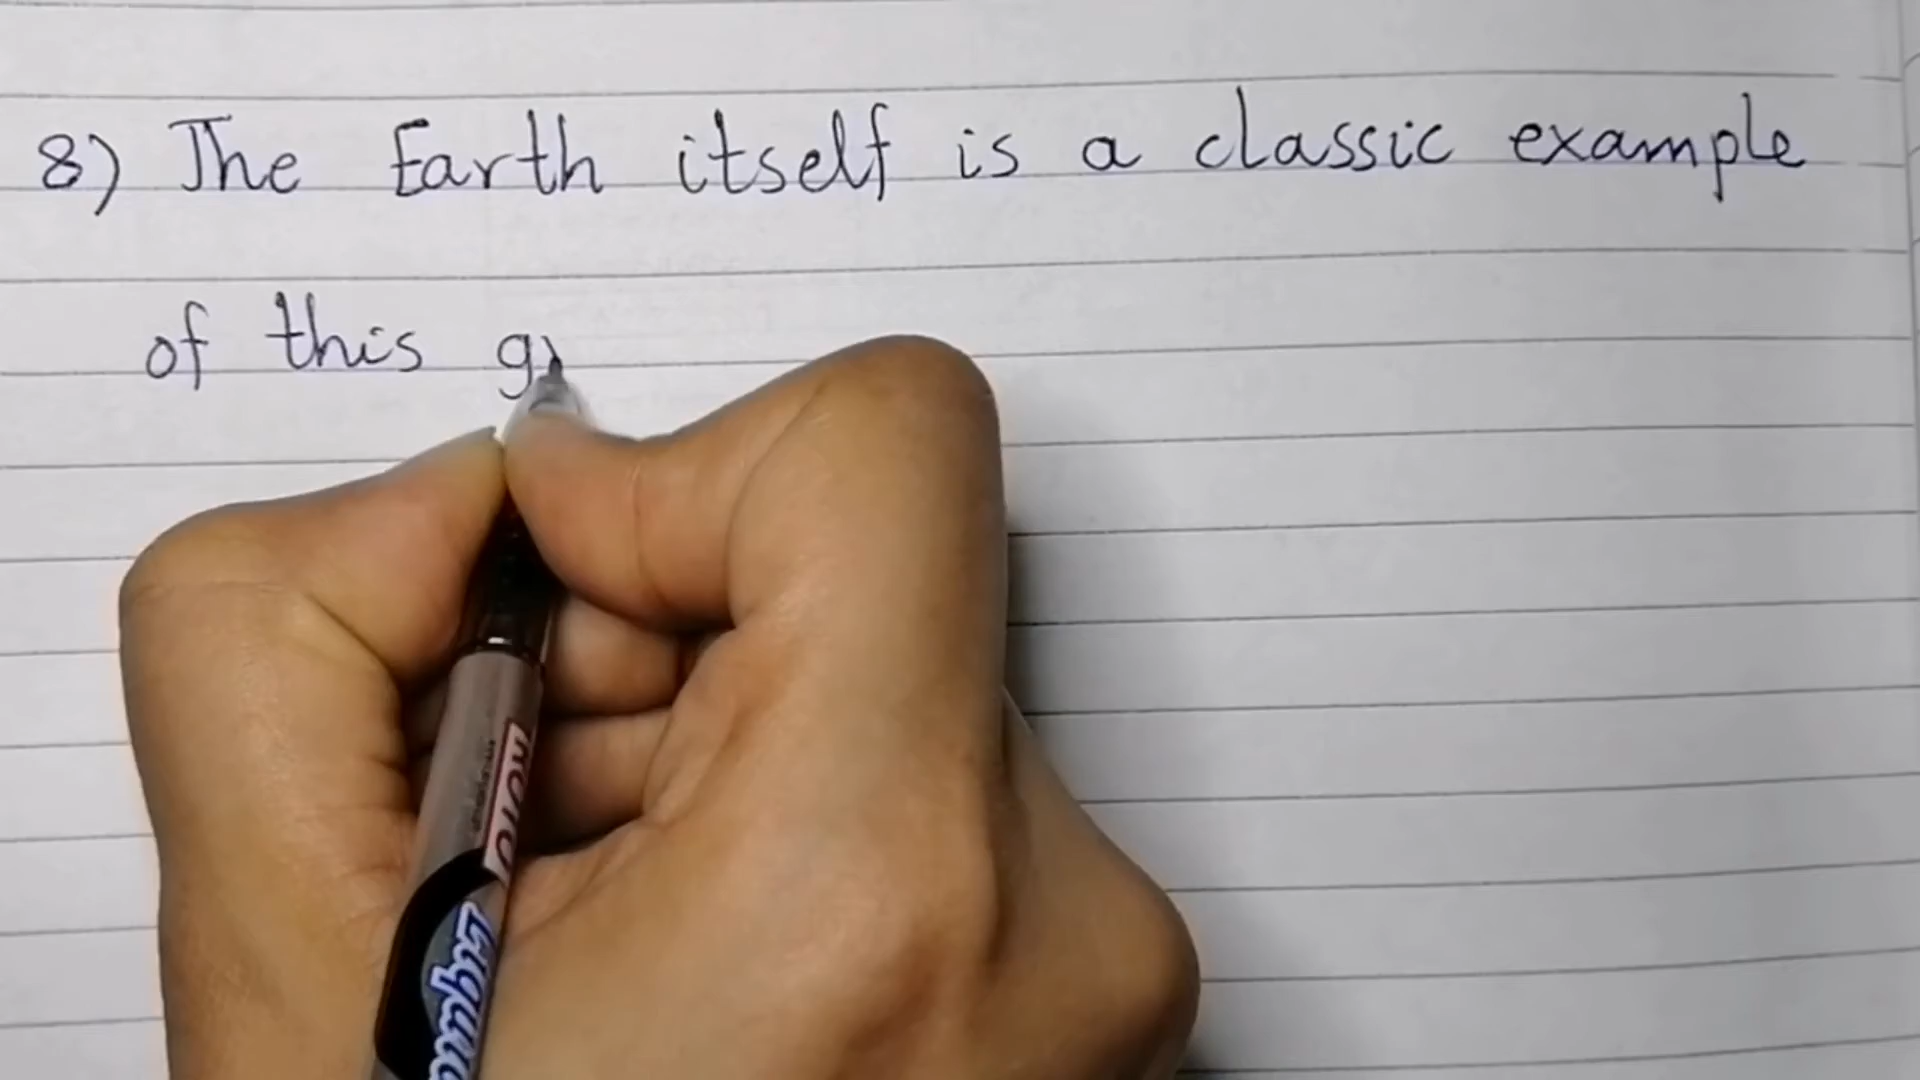 8) The Earth itself is a classic example
of this